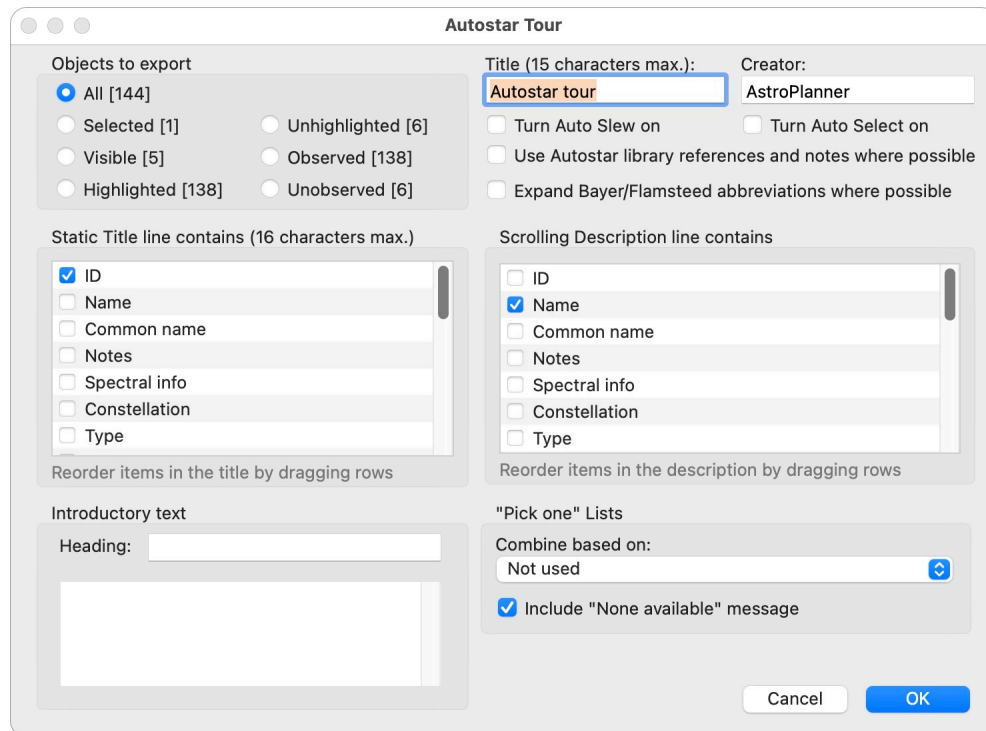 Autostar Tour
Objects to export
All [144]
Selected [1]
Unhighlighted [6]
Visible [5]
Observed [138]
Highlighted [138]
Unobserved [6]
Title (15 characters max.):
Creator:
Autostar tour
AstroPlanner
Turn Auto Slew on
Turn Auto Select on
Use Autostar library references and notes where possible
Expand Bayer/Flamsteed abbreviations where possible
Static Title line contains (16 characters max.)
ID
Name
Common name
Notes
Spectral info
Constellation
Type
Reorder items in the title by dragging rows
Scrolling Description line contains
ID
Name
Common name
Notes
Spectral info
Constellation
Type
Reorder items in the description by dragging rows
Introductory text
Heading:
"Pick one" Lists
Combine based on:
Not used
Include "None available" message
Cancel
OK